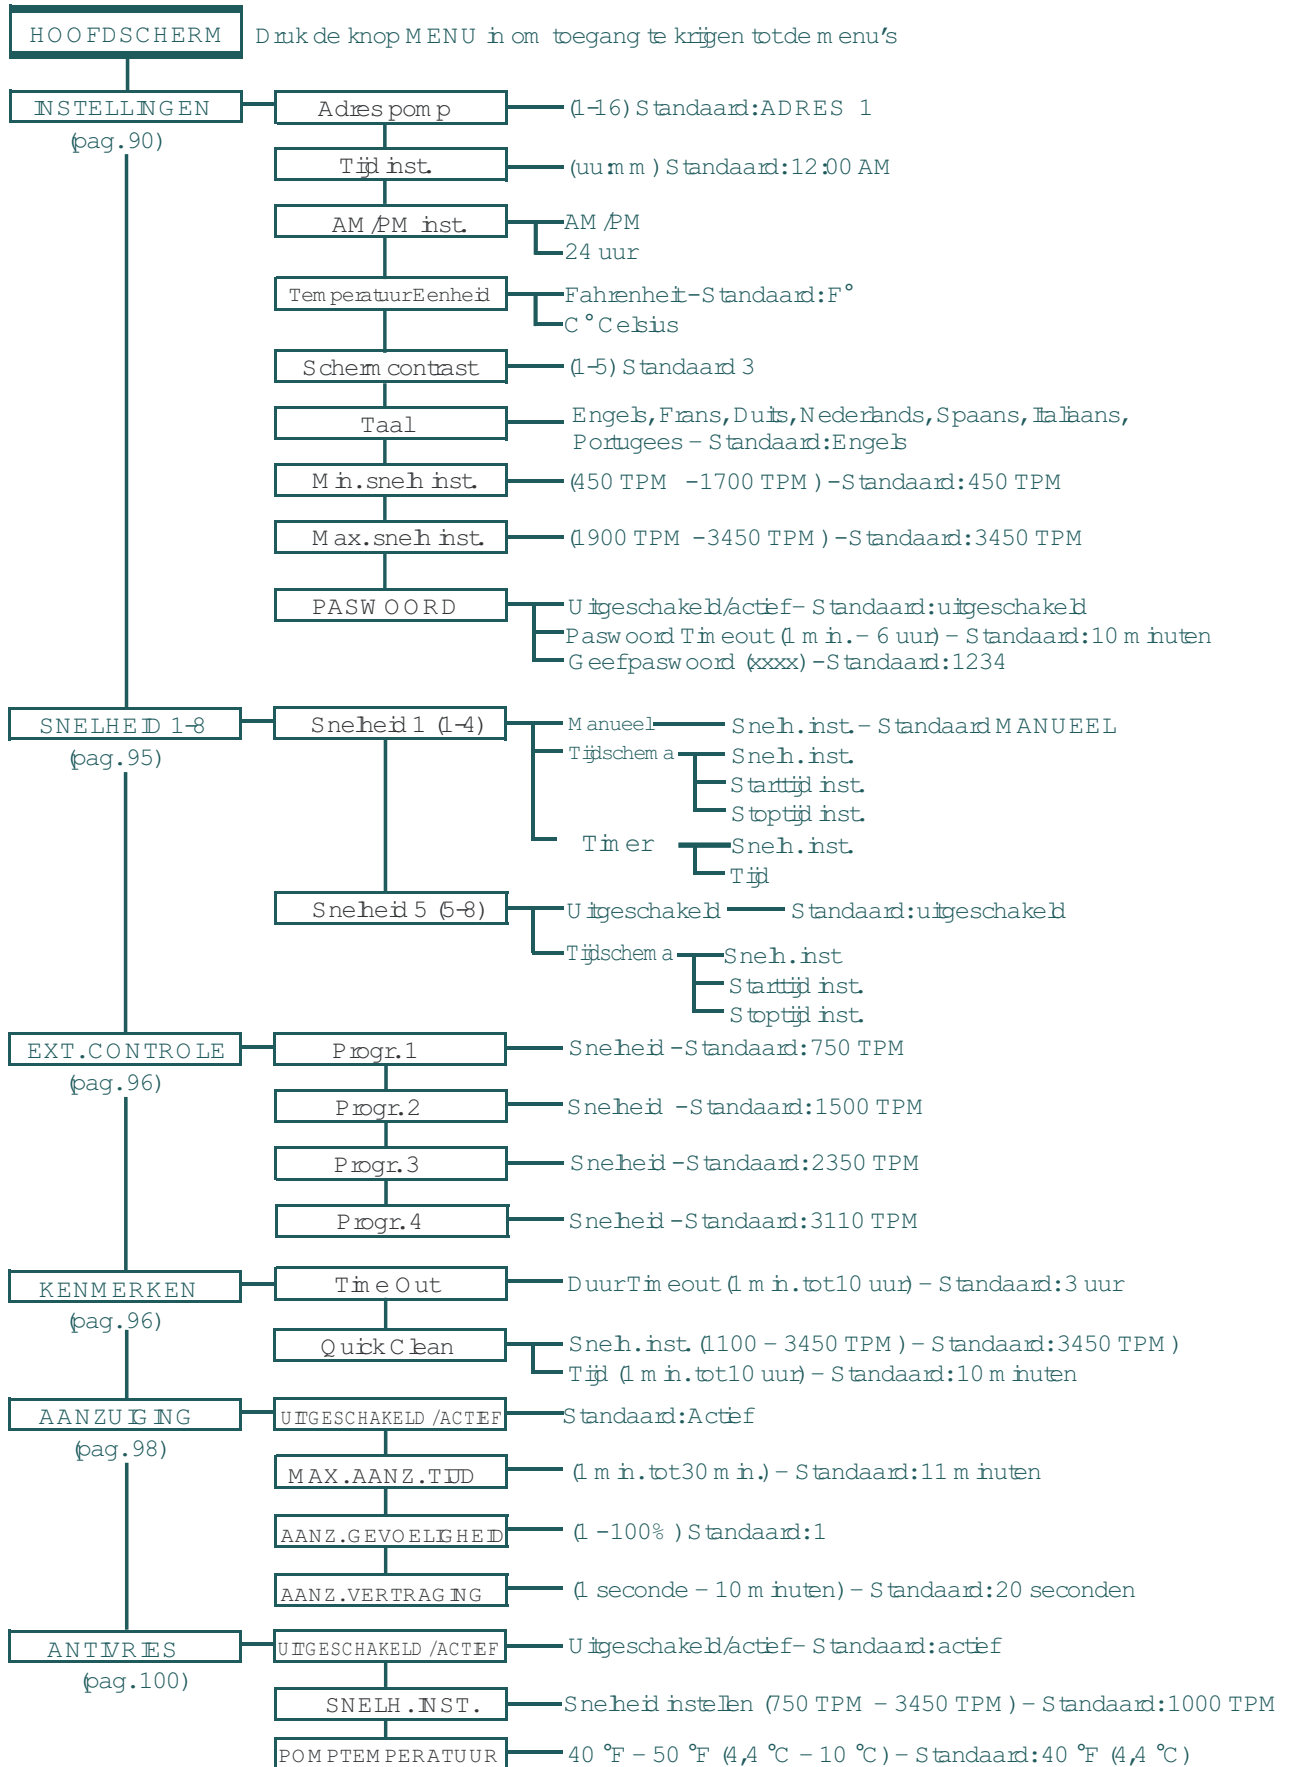 HOOFDSCHERM Druk de knop MENU in om toegang te krijgen tot de menu's
INSTELLINGEN Adres pomp (1-16) Standaard: ADRES 1
(pag. 90)
Tijd inst. (uu:mm) Standaard: 12:00 AM
AM/PM inst. AM/PM
24 uur
Temperatuur Eenheid Fahrenheit - Standaard: F°
C° Celsius
Scherm contrast (1-5) Standaard 3
Taal Engels, Frans, Duits, Nederlands, Spaans, Italiaans,
Portugees – Standaard: Engels
Min. snelh inst. (450 TPM - 1700 TPM) - Standaard: 450 TPM
Max. snelh inst. (1900 TPM - 3450 TPM) - Standaard: 3450 TPM
PASWOORD Uitgeschakeld/actief – Standaard: uitgeschakeld
Paswoord Timeout (1 min. – 6 uur) – Standaard: 10 minuten
Geef paswoord (xxxx) - Standaard: 1234
SNELHEID 1-8 Snelheid 1 (1-4) Manueel Snelh. inst. – Standaard MANUEEL
(pag. 95) Tijdschema Snelh. inst.
Starttijd inst.
Stoptijd inst.
Timer Snelh. inst.
Tijd
Snelheid 5 (5-8) Uitgeschakeld Standaard: uitgeschakeld
Tijdschema Snelh. inst
Starttijd inst.
Stoptijd inst.
EXT. CONTROLE Progr. 1 Snelheid - Standaard: 750 TPM
(pag. 96)
Progr. 2 Snelheid - Standaard: 1500 TPM
Progr. 3 Snelheid - Standaard: 2350 TPM
Progr. 4 Snelheid - Standaard: 3110 TPM
KENMERKEN Time Out Duur Timeout (1 min. tot 10 uur) – Standaard: 3 uur
(pag. 96)
Quick Clean Snelh. inst. (1100 – 3450 TPM) – Standaard: 3450 TPM)
Tijd (1 min. tot 10 uur) – Standaard: 10 minuten
AANZUIGING UITGESCHAKELD/ACTIEF Standaard: Actief
(pag. 98)
MAX. AANZ. TIJD (1 min. tot 30 min.) – Standaard: 11 minuten
AANZ. GEVOELIGHEID (1 - 100%) Standaard: 1
AANZ. VERTRAGING (1 seconde – 10 minuten) – Standaard: 20 seconden
ANTIVRIES UITGESCHAKELD/ACTIEF Uitgeschakeld/actief – Standaard: actief
(pag. 100)
SNELH. INST. Snelheid instellen (750 TPM – 3450 TPM) – Standaard: 1000 TPM
POMPTEMPERATUUR 40 °F – 50 °F (4,4 °C – 10 °C) – Standaard: 40 °F (4,4 °C)